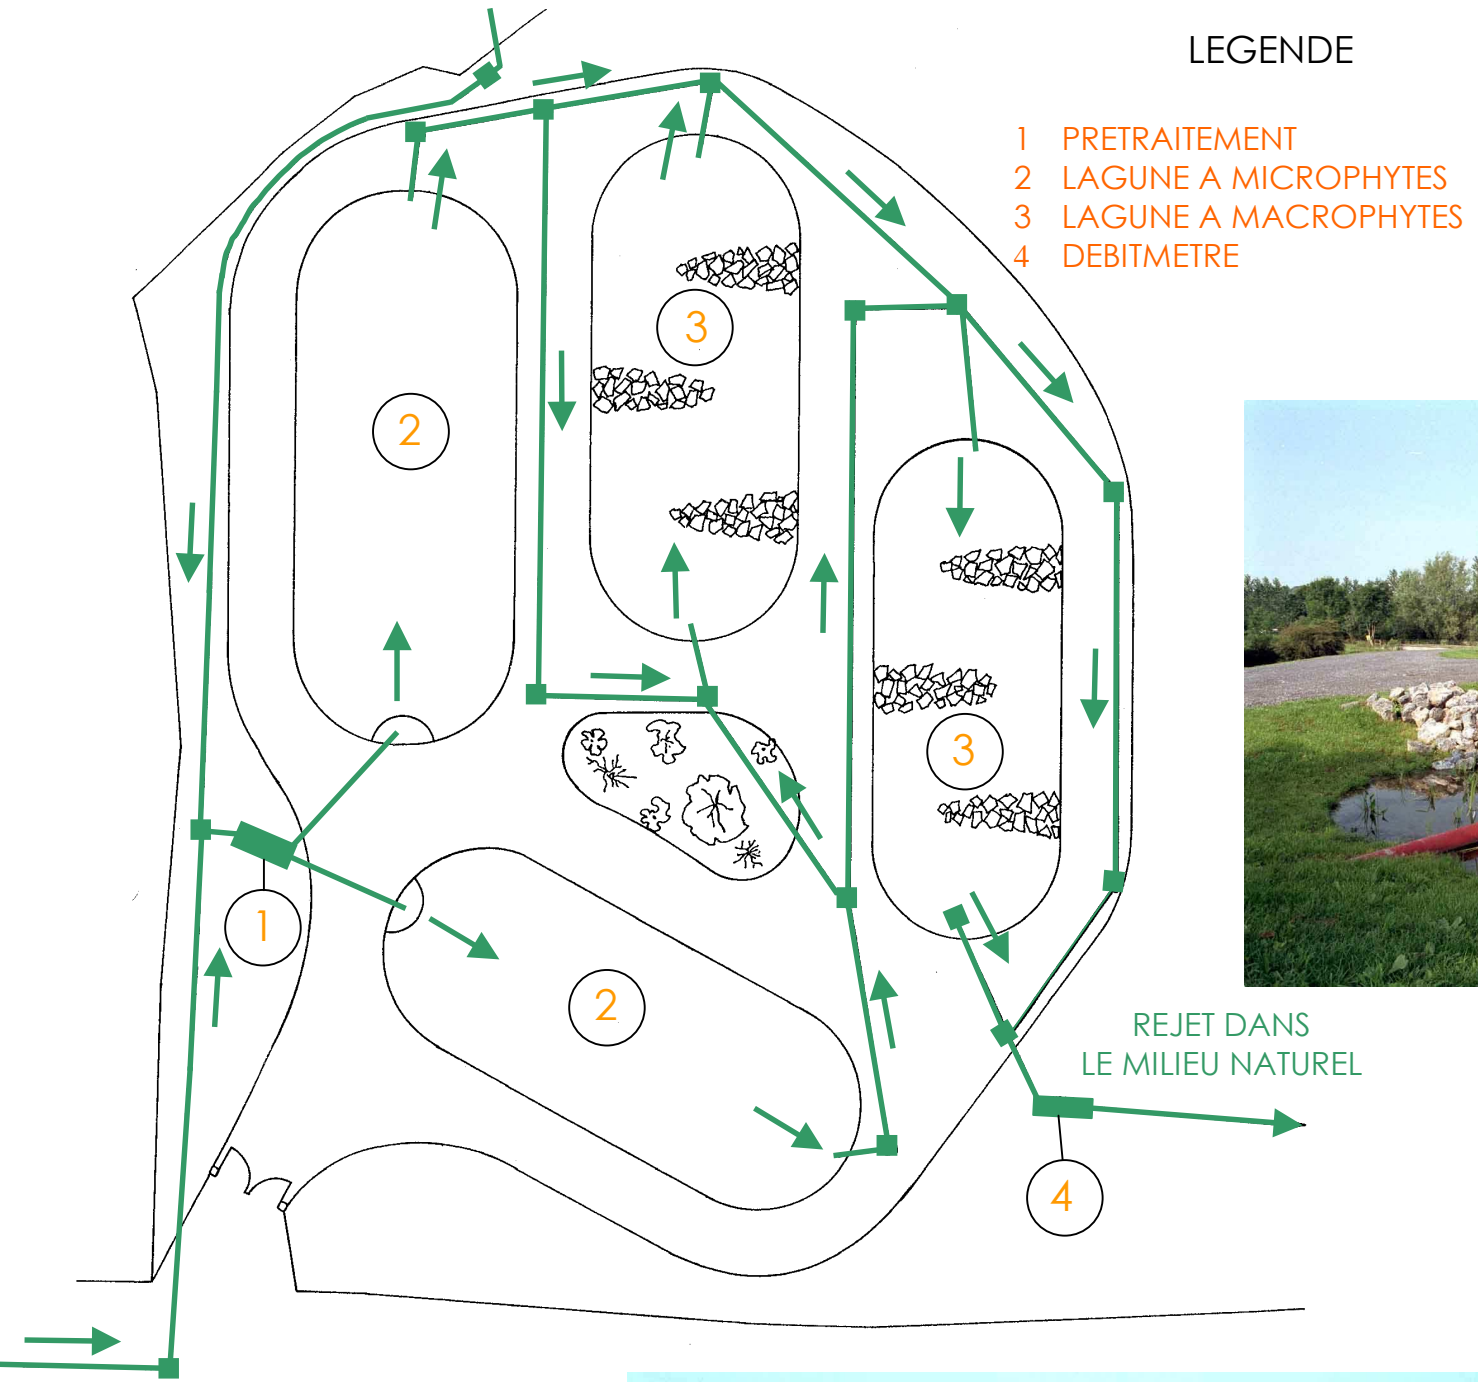 LEGENDE
1 PRETRAITEMENT
2 LAGUNE A MICROPHYTES
3 LAGUNE A MACROPHYTES
4 DEBITMETRE
3
2
3
1
2
REJET DANS
LE MILIEU NATUREL
4